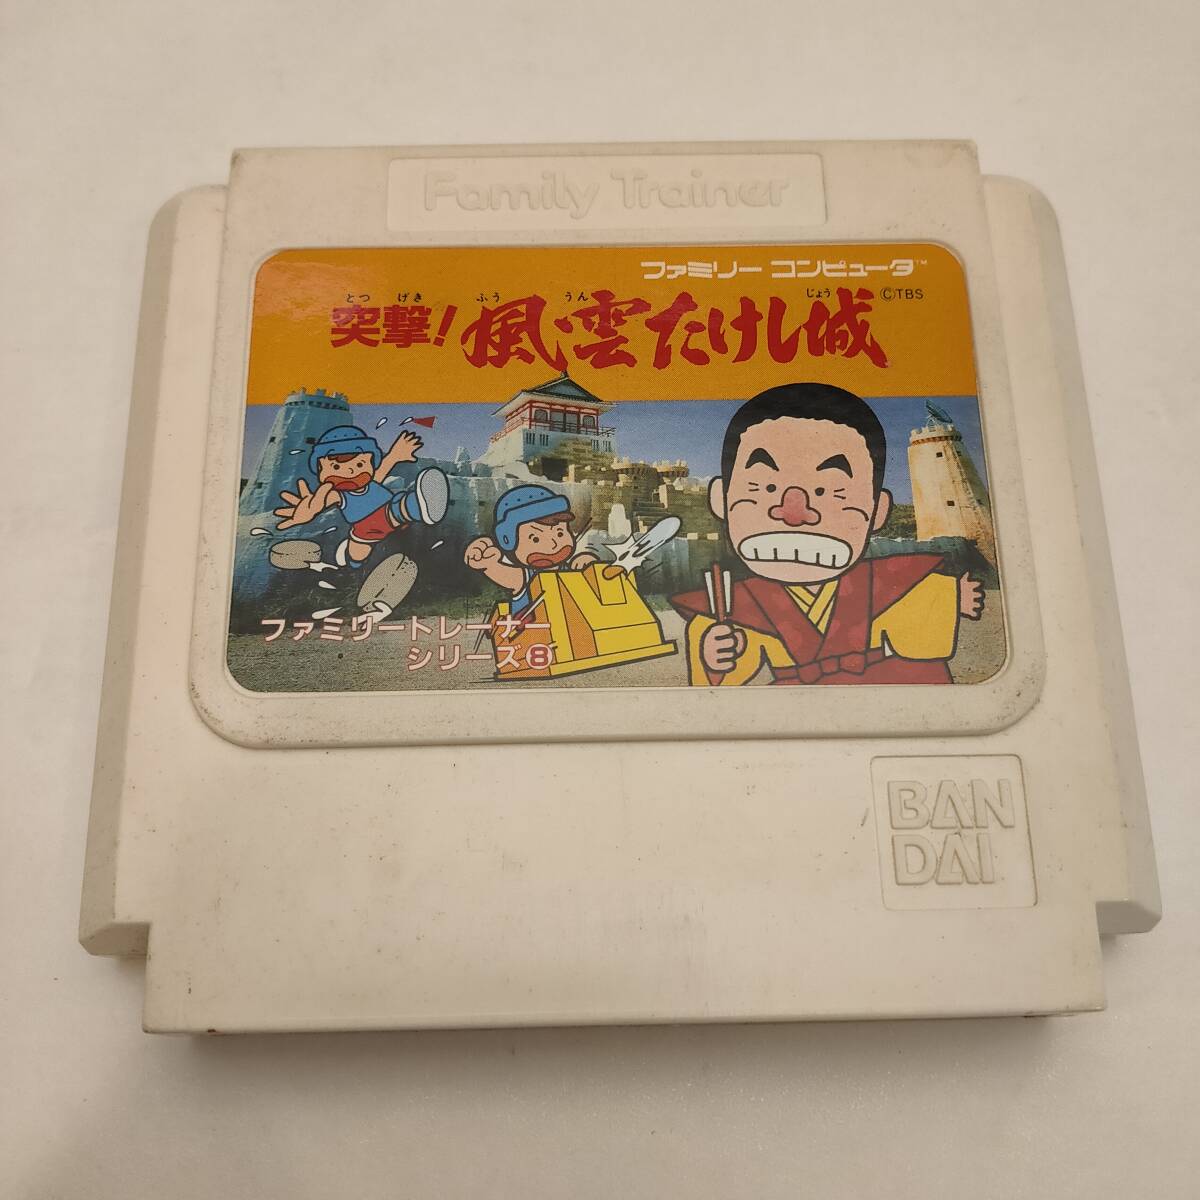 Family Trainer
ファミリー コンピュータ™
とつ げき ふう うん じょう
突撃! 風雲たけし城 ©TBS
ファミリートレーナー
シリーズ⑧
BAN
DAI